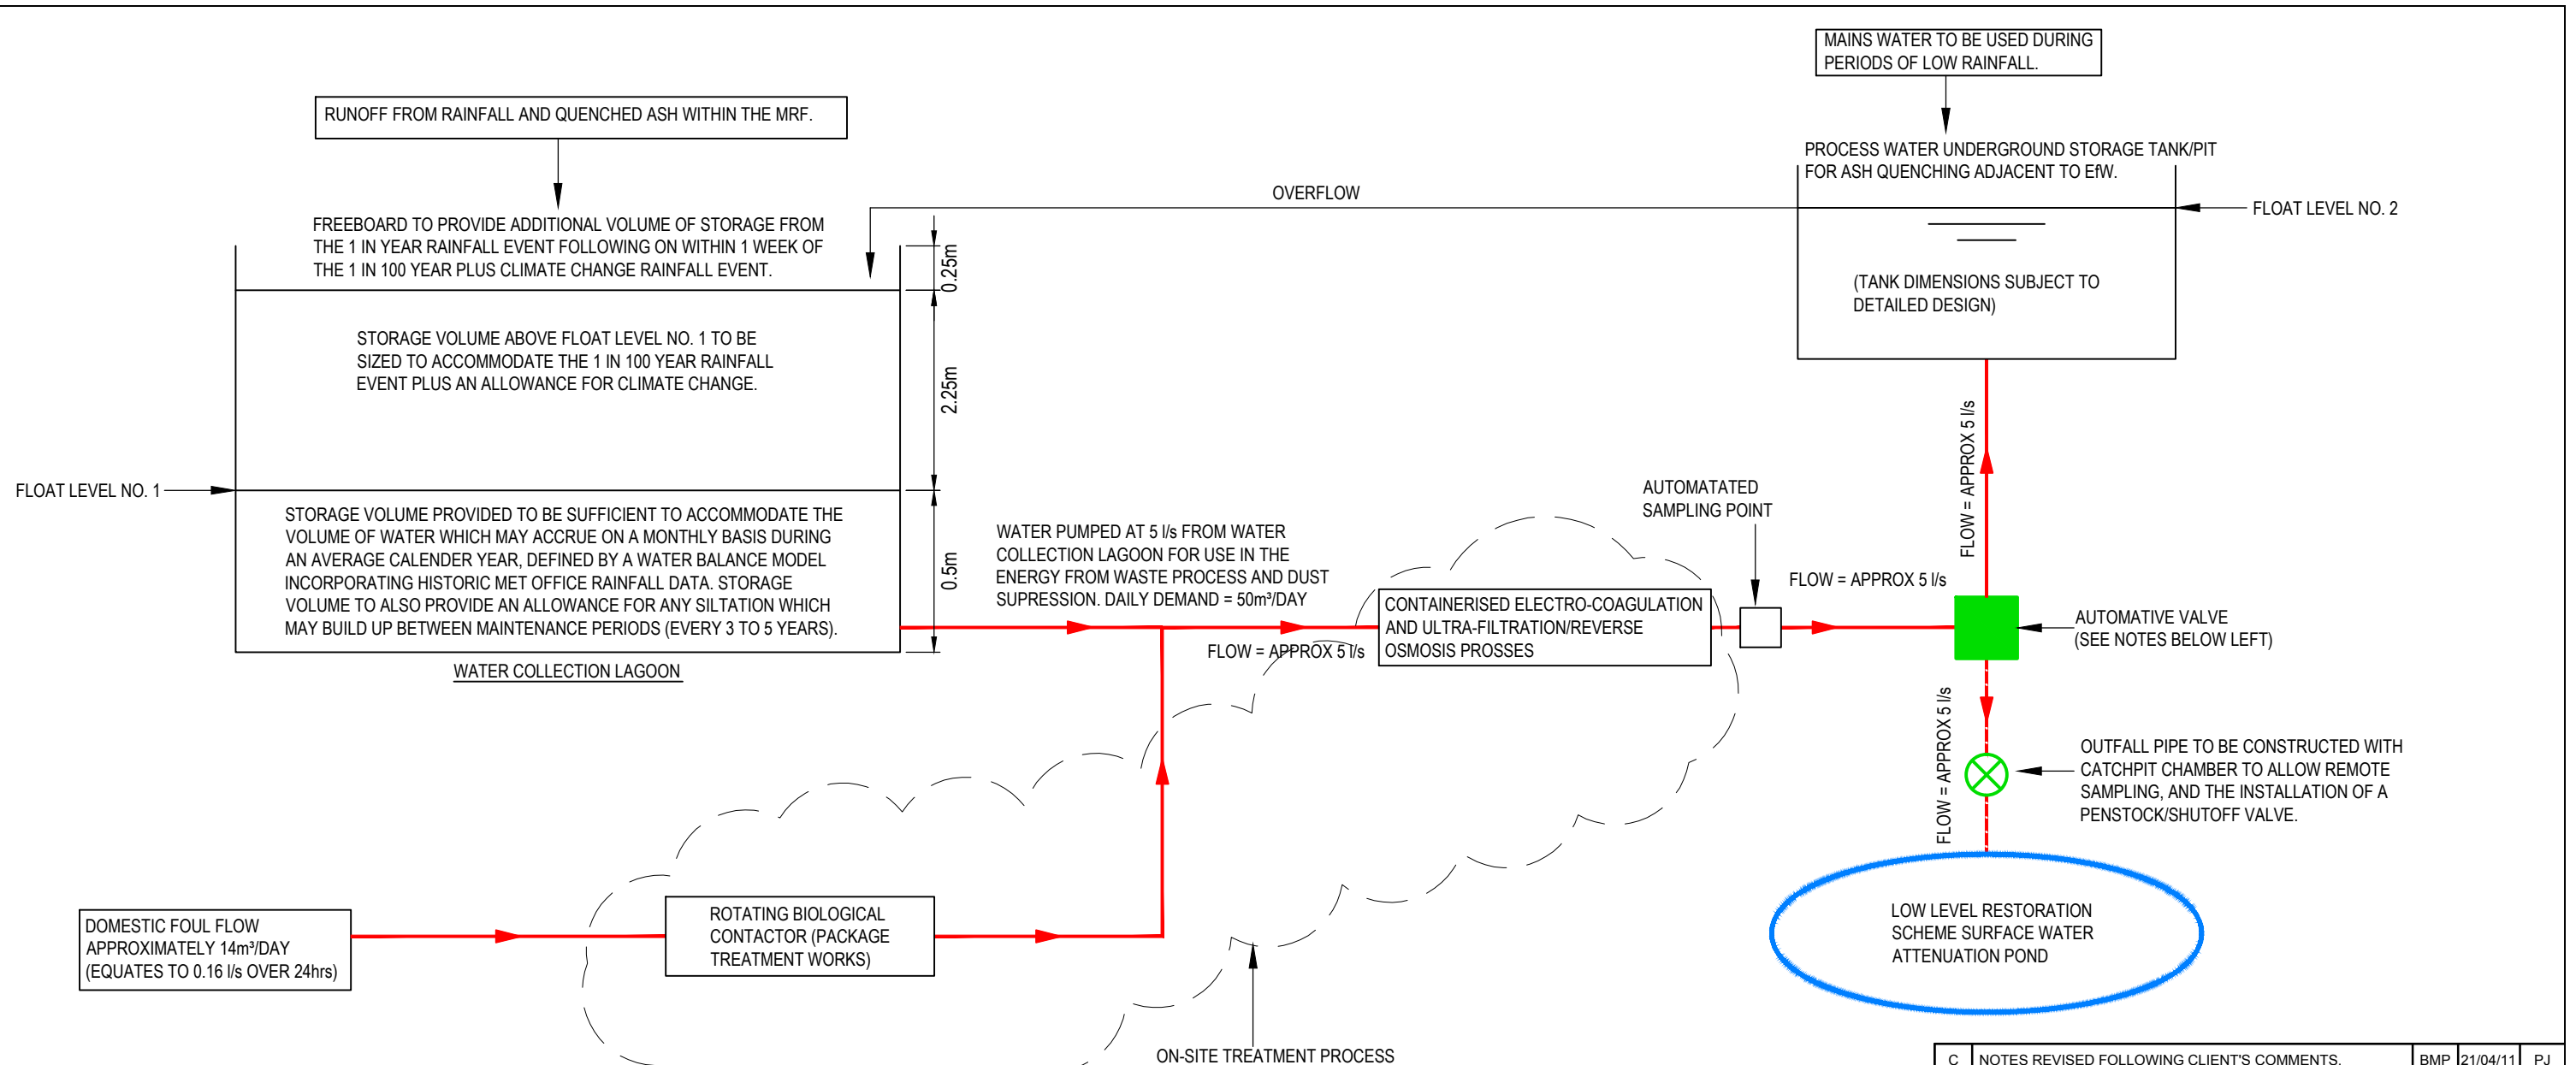 MAINS WATER TO BE USED DURING
PERIODS OF LOW RAINFALL.
RUNOFF FROM RAINFALL AND QUENCHED ASH WITHIN THE MRF.
PROCESS WATER UNDERGROUND STORAGE TANK/PIT
FOR ASH QUENCHING ADJACENT TO EfW.
OVERFLOW
FLOAT LEVEL NO. 2
FREEBOARD TO PROVIDE ADDITIONAL VOLUME OF STORAGE FROM
THE 1 IN YEAR RAINFALL EVENT FOLLOWING ON WITHIN 1 WEEK OF
THE 1 IN 100 YEAR PLUS CLIMATE CHANGE RAINFALL EVENT.
0.25m
(TANK DIMENSIONS SUBJECT TO
DETAILED DESIGN)
STORAGE VOLUME ABOVE FLOAT LEVEL NO. 1 TO BE
SIZED TO ACCOMMODATE THE 1 IN 100 YEAR RAINFALL
EVENT PLUS AN ALLOWANCE FOR CLIMATE CHANGE.
2.25m
FLOAT LEVEL NO. 1
STORAGE VOLUME PROVIDED TO BE SUFFICIENT TO ACCOMMODATE THE
VOLUME OF WATER WHICH MAY ACCRUE ON A MONTHLY BASIS DURING
AN AVERAGE CALENDER YEAR, DEFINED BY A WATER BALANCE MODEL
INCORPORATING HISTORIC MET OFFICE RAINFALL DATA. STORAGE
VOLUME TO ALSO PROVIDE AN ALLOWANCE FOR ANY SILTATION WHICH
MAY BUILD UP BETWEEN MAINTENANCE PERIODS (EVERY 3 TO 5 YEARS).
0.5m
WATER COLLECTION LAGOON
WATER PUMPED AT 5 l/s FROM WATER
COLLECTION LAGOON FOR USE IN THE
ENERGY FROM WASTE PROCESS AND DUST
SUPRESSION. DAILY DEMAND = 50m³/DAY
FLOW = APPROX 5 l/s
CONTAINERISED ELECTRO-COAGULATION
AND ULTRA-FILTRATION/REVERSE
OSMOSIS PROSSES
AUTOMATATED
SAMPLING POINT
FLOW = APPROX 5 l/s
FLOW = APPROX 5 l/s
AUTOMATIVE VALVE
(SEE NOTES BELOW LEFT)
FLOW = APPROX 5 l/s
OUTFALL PIPE TO BE CONSTRUCTED WITH
CATCHPIT CHAMBER TO ALLOW REMOTE
SAMPLING, AND THE INSTALLATION OF A
PENSTOCK/SHUTOFF VALVE.
LOW LEVEL RESTORATION
SCHEME SURFACE WATER
ATTENUATION POND
DOMESTIC FOUL FLOW
APPROXIMATELY 14m³/DAY
(EQUATES TO 0.16 l/s OVER 24hrs)
ROTATING BIOLOGICAL
CONTACTOR (PACKAGE
TREATMENT WORKS)
ON-SITE TREATMENT PROCESS
C NOTES REVISED FOLLOWING CLIENT'S COMMENTS. BMP 21/04/11 PJ